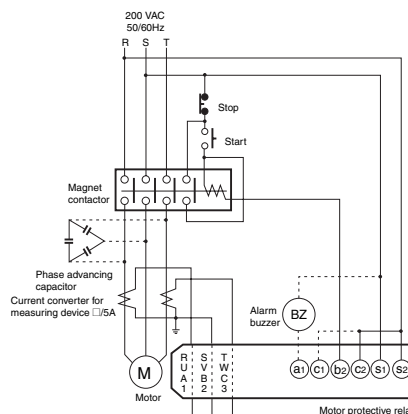 200 VAC
50/60Hz
R S T
Stop
Start
Magnet
contactor
Phase advancing
capacitor
Current converter for
measuring device □/5A
Alarm
buzzer
BZ
M
Motor
R S T
U V W
A B C
1 2 3
a1 c1 b2 c2 s1 s2
Motor protective rela